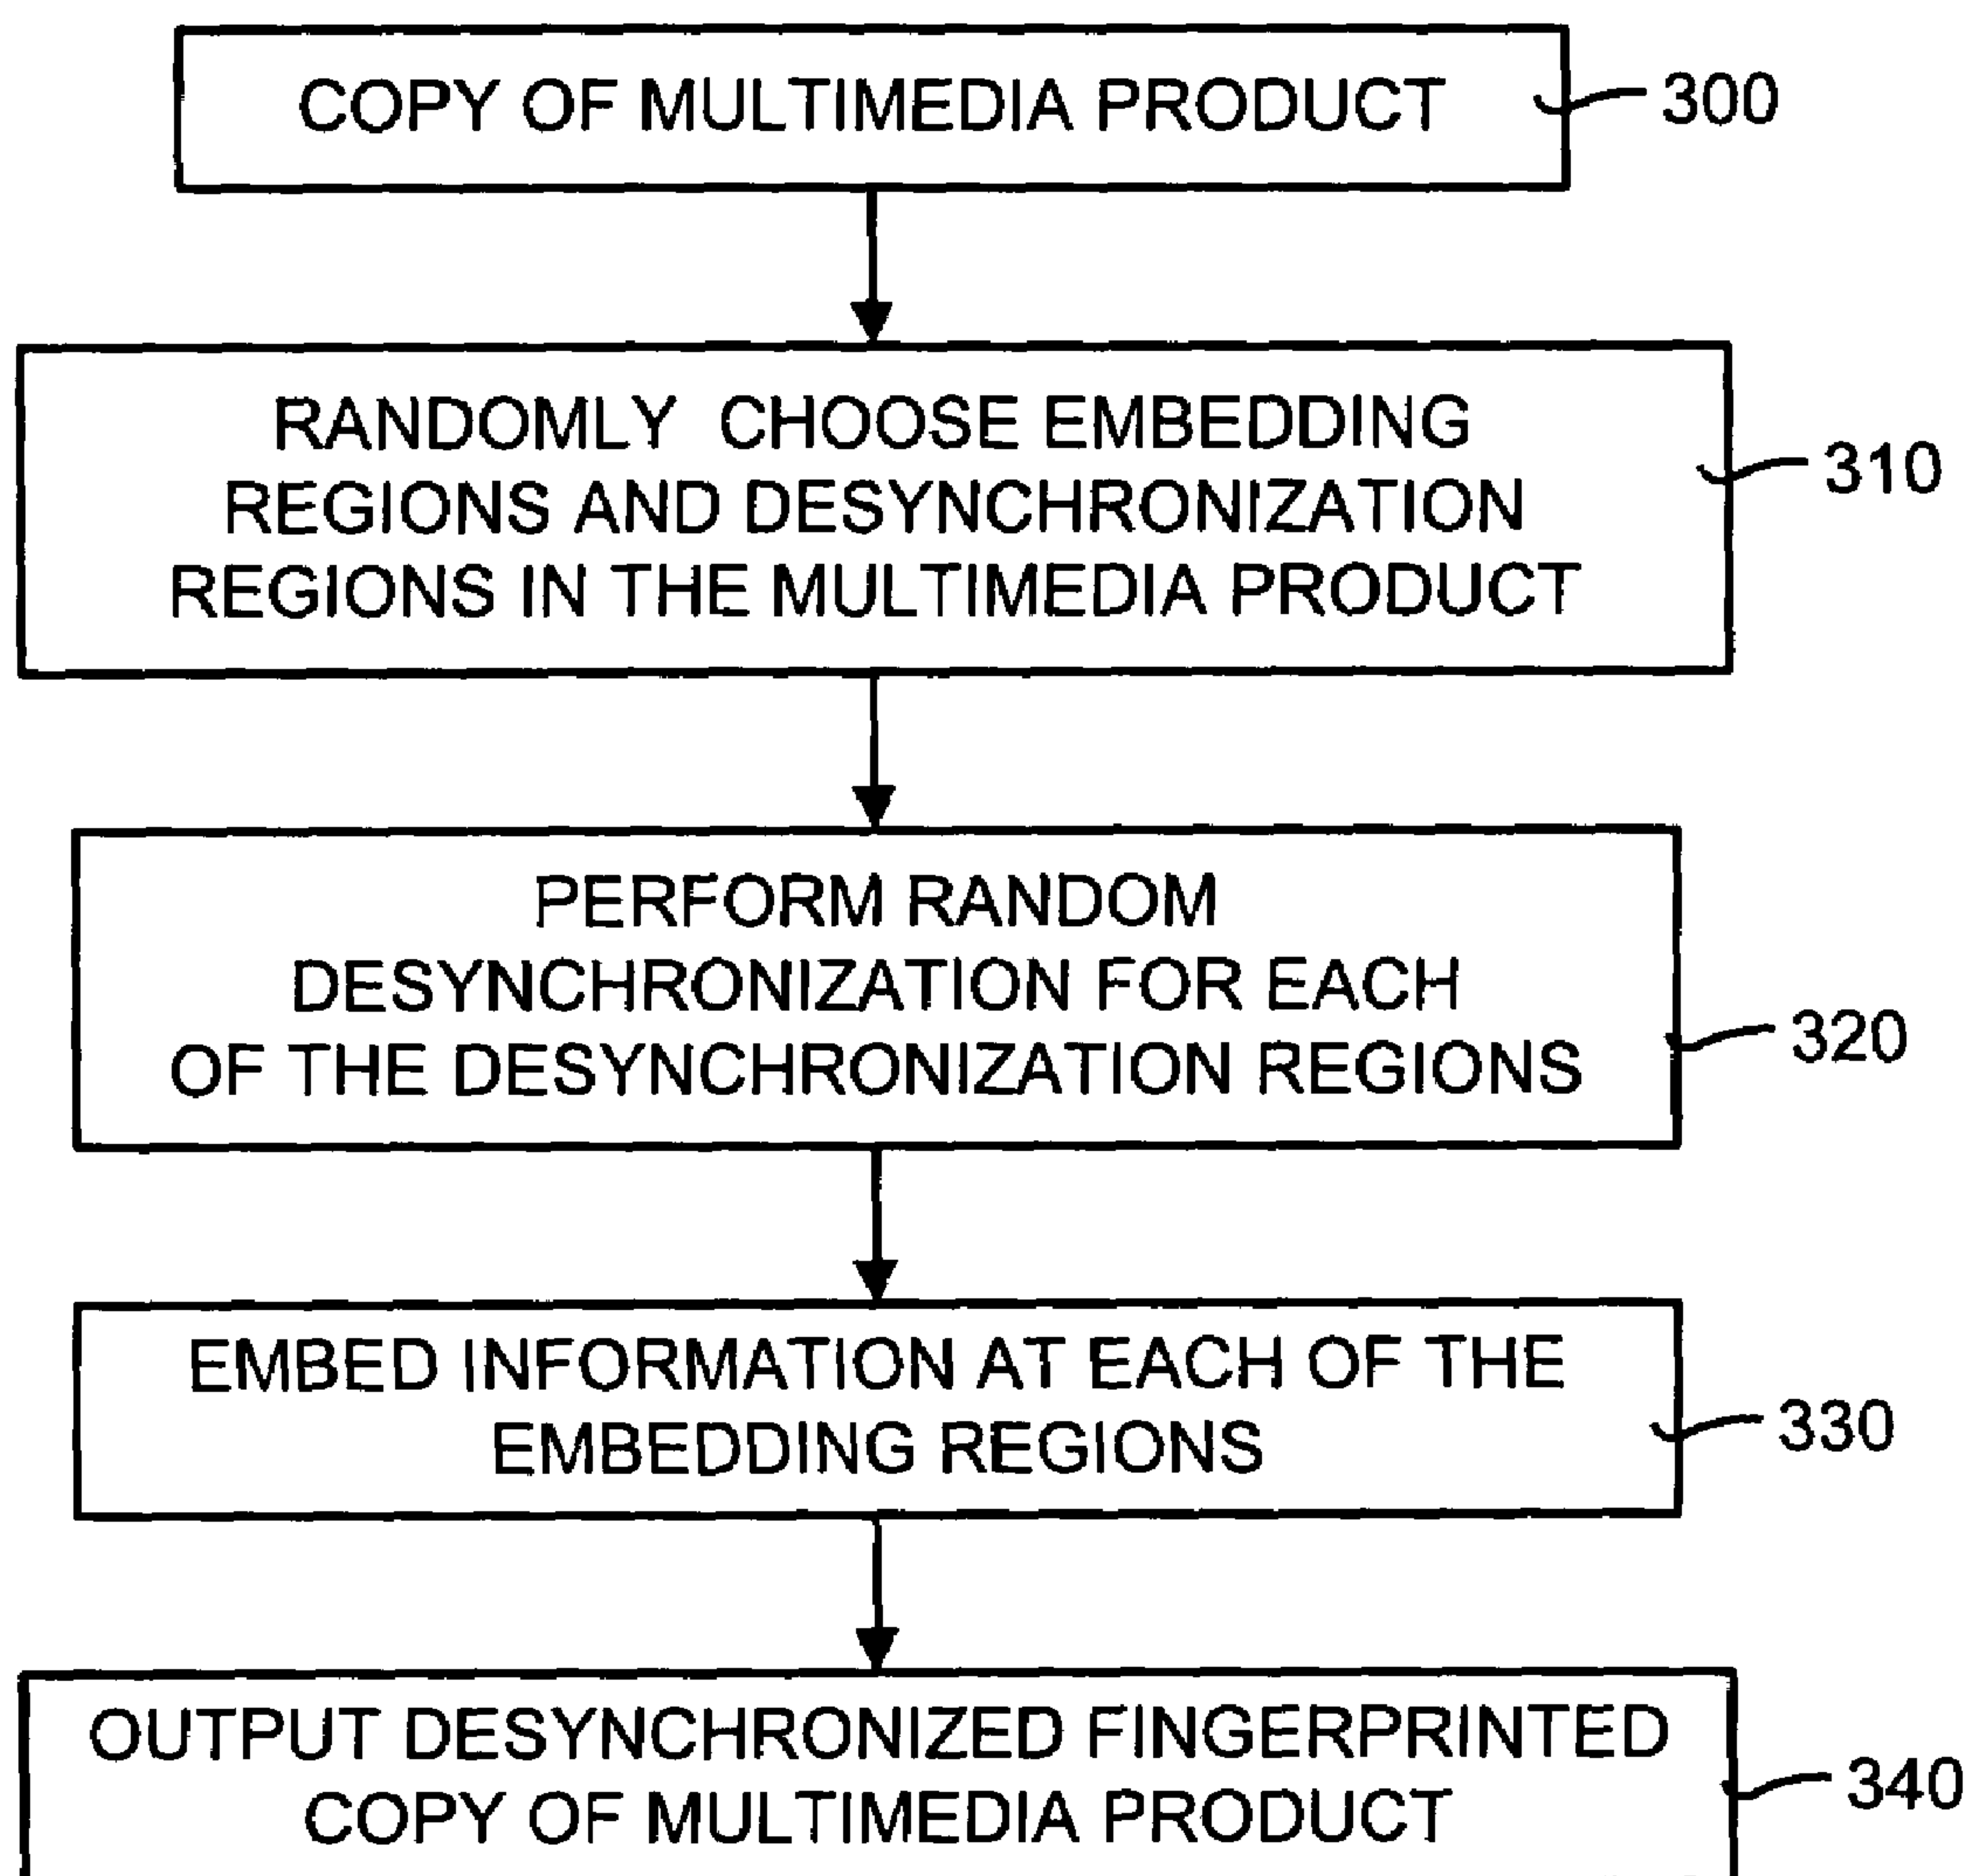 COPY OF MULTIMEDIA PRODUCT
300
RANDOMLY CHOOSE EMBEDDING
REGIONS AND DESYNCHRONIZATION
REGIONS IN THE MULTIMEDIA PRODUCT
310
PERFORM RANDOM
DESYNCHRONIZATION FOR EACH
OF THE DESYNCHRONIZATION REGIONS
320
EMBED INFORMATION AT EACH OF THE
EMBEDDING REGIONS
330
OUTPUT DESYNCHRONIZED FINGERPRINTED
COPY OF MULTIMEDIA PRODUCT
340